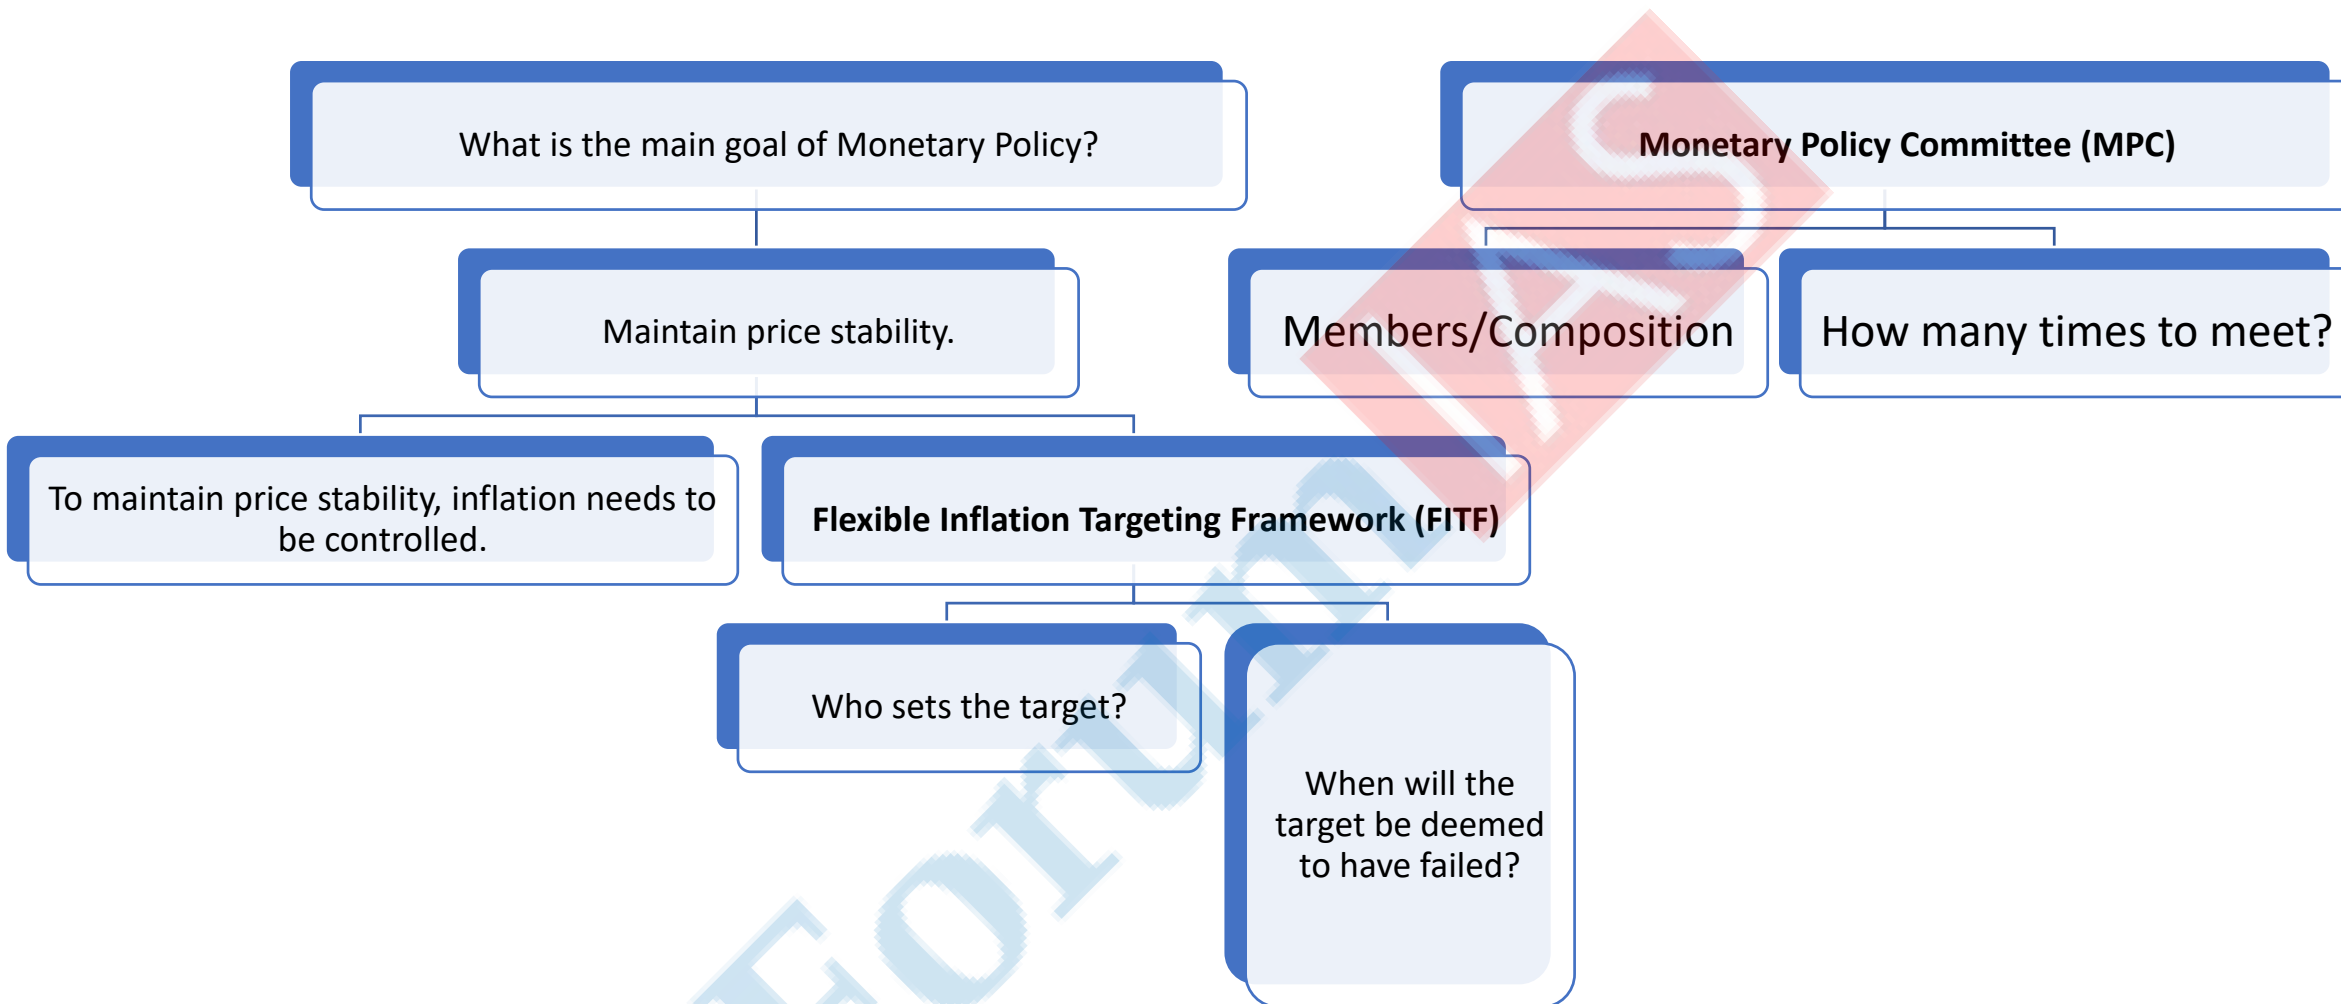 What is the main goal of Monetary Policy?
Monetary Policy Committee (MPC)
Maintain price stability.
Members/Composition
How many times to meet?
To maintain price stability, inflation needs to
be controlled.
Flexible Inflation Targeting Framework (FITF)
Who sets the target?
When will the
target be deemed
to have failed?
Forum IAS